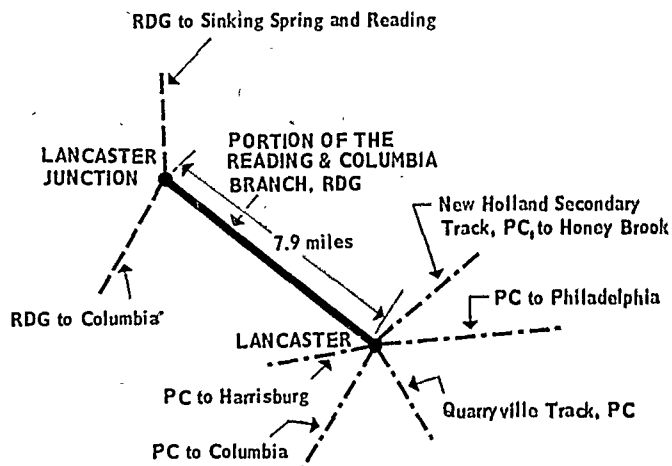 RDG to Sinking Spring and Reading
PORTION OF THE
READING & COLUMBIA
BRANCH, RDG
LANCASTER
JUNCTION
7.9 miles
New Holland Secondary
Track, PC, to Honey Brook
PC to Philadelphia
RDG to Columbia
LANCASTER
PC to Harrisburg
Quarryville Track, PC
PC to Columbia